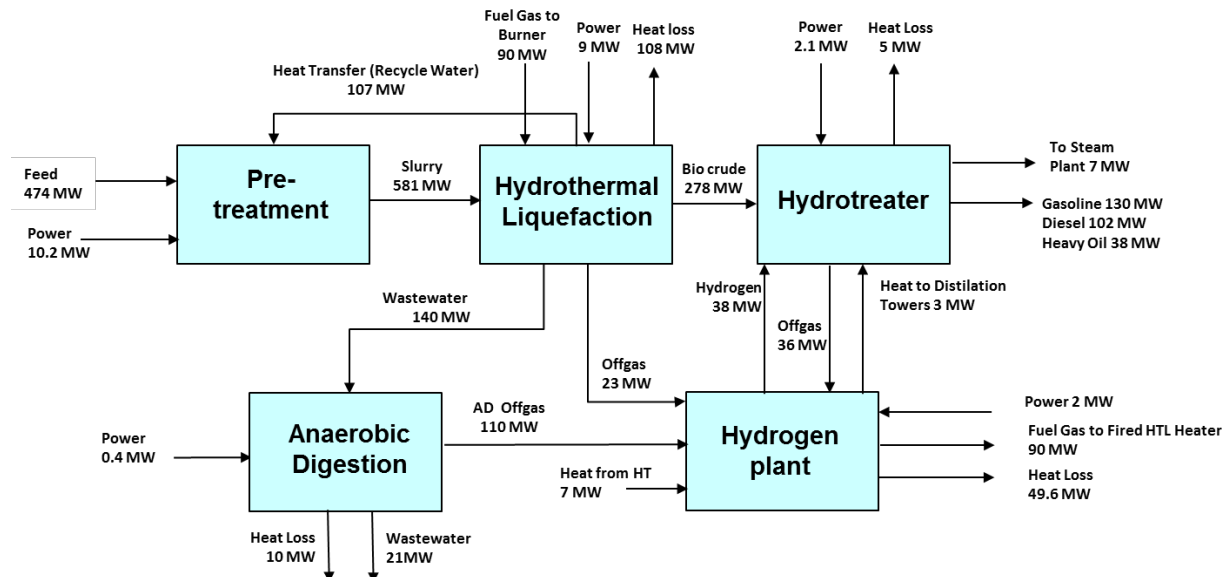 Fuel Gas to
Burner
90 MW
Power
9 MW
Heat loss
108 MW
Power
2.1 MW
Heat Loss
5 MW
Heat Transfer (Recycle Water)
107 MW
Feed
474 MW
Power
10.2 MW
Pre-
treatment
Slurry
581 MW
Hydrothermal
Liquefaction
Bio crude
278 MW
Hydrotreater
To Steam
Plant 7 MW
Gasoline 130 MW
Diesel 102 MW
Heavy Oil 38 MW
Wastewater
140 MW
Offgas
23 MW
Hydrogen
38 MW
Offgas
36 MW
Heat to Distilation
Towers 3 MW
Power
0.4 MW
Anaerobic
Digestion
AD Offgas
110 MW
Heat from HT
7 MW
Hydrogen
plant
Power 2 MW
Fuel Gas to Fired HTL Heater
90 MW
Heat Loss
49.6 MW
Heat Loss
10 MW
Wastewater
21MW